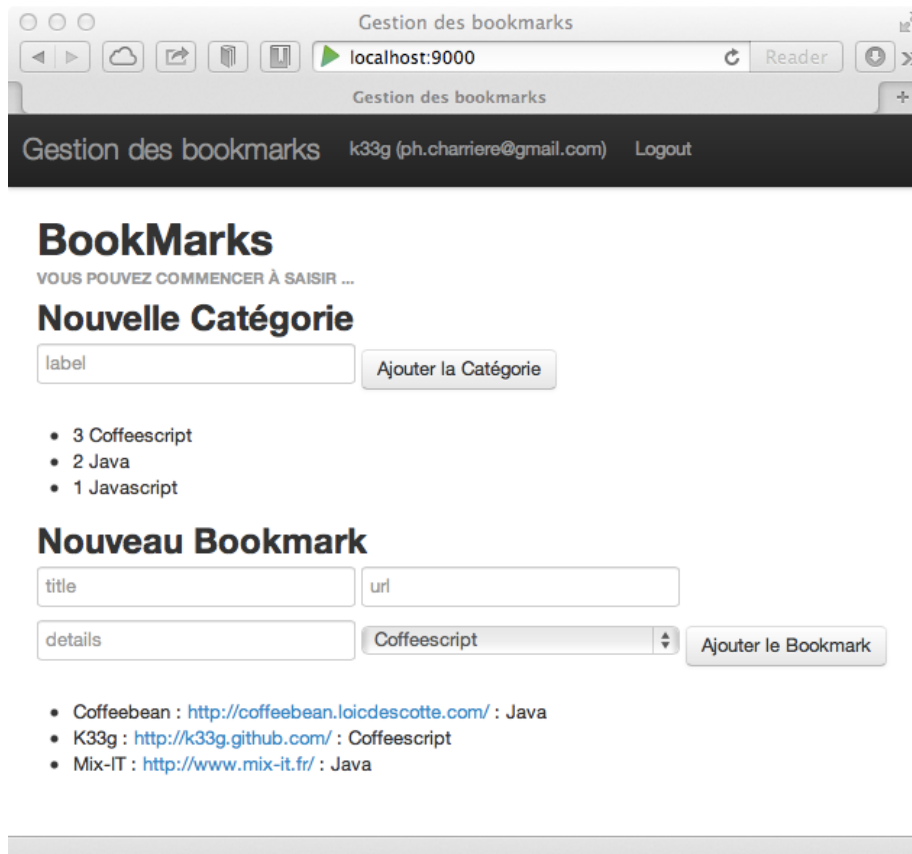 Gestion des bookmarks
localhost:9000
Reader
Gestion des bookmarks
Gestion des bookmarks k33g (ph.charriere@gmail.com) Logout
BookMarks
VOUS POUVEZ COMMENCER À SAISIR ...
Nouvelle Catégorie
label Ajouter la Catégorie
• 3 Coffeescript
• 2 Java
• 1 Javascript
Nouveau Bookmark
title url
details Coffeescript Ajouter le Bookmark
• Coffeebean : http://coffeebean.loicdescotte.com/ : Java
• K33g : http://k33g.github.com/ : Coffeescript
• Mix-IT : http://www.mix-it.fr/ : Java